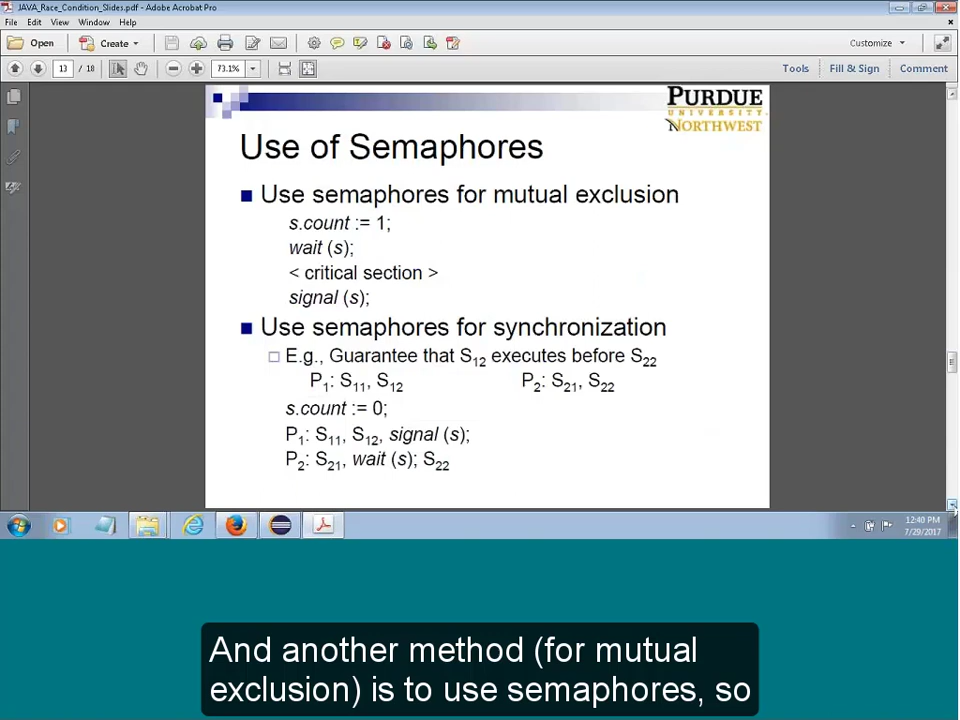 JAVA_Race_Condition_Slides.pdf - Adobe Acrobat Pro
File Edit View Window Help
Open Create Customize
13 / 18 73.1% Tools Fill & Sign Comment
PURDUE
UNIVERSITY
NORTHWEST
Use of Semaphores
Use semaphores for mutual exclusion
s.count := 1;
wait (s);
< critical section >
signal (s);
Use semaphores for synchronization
E.g., Guarantee that S12 executes before S22
P1: S11, S12 P2: S21, S22
s.count := 0;
P1: S11, S12, signal (s);
P2: S21, wait (s); S22
12:40 PM
7/29/2017
And another method (for mutual
exclusion) is to use semaphores, so